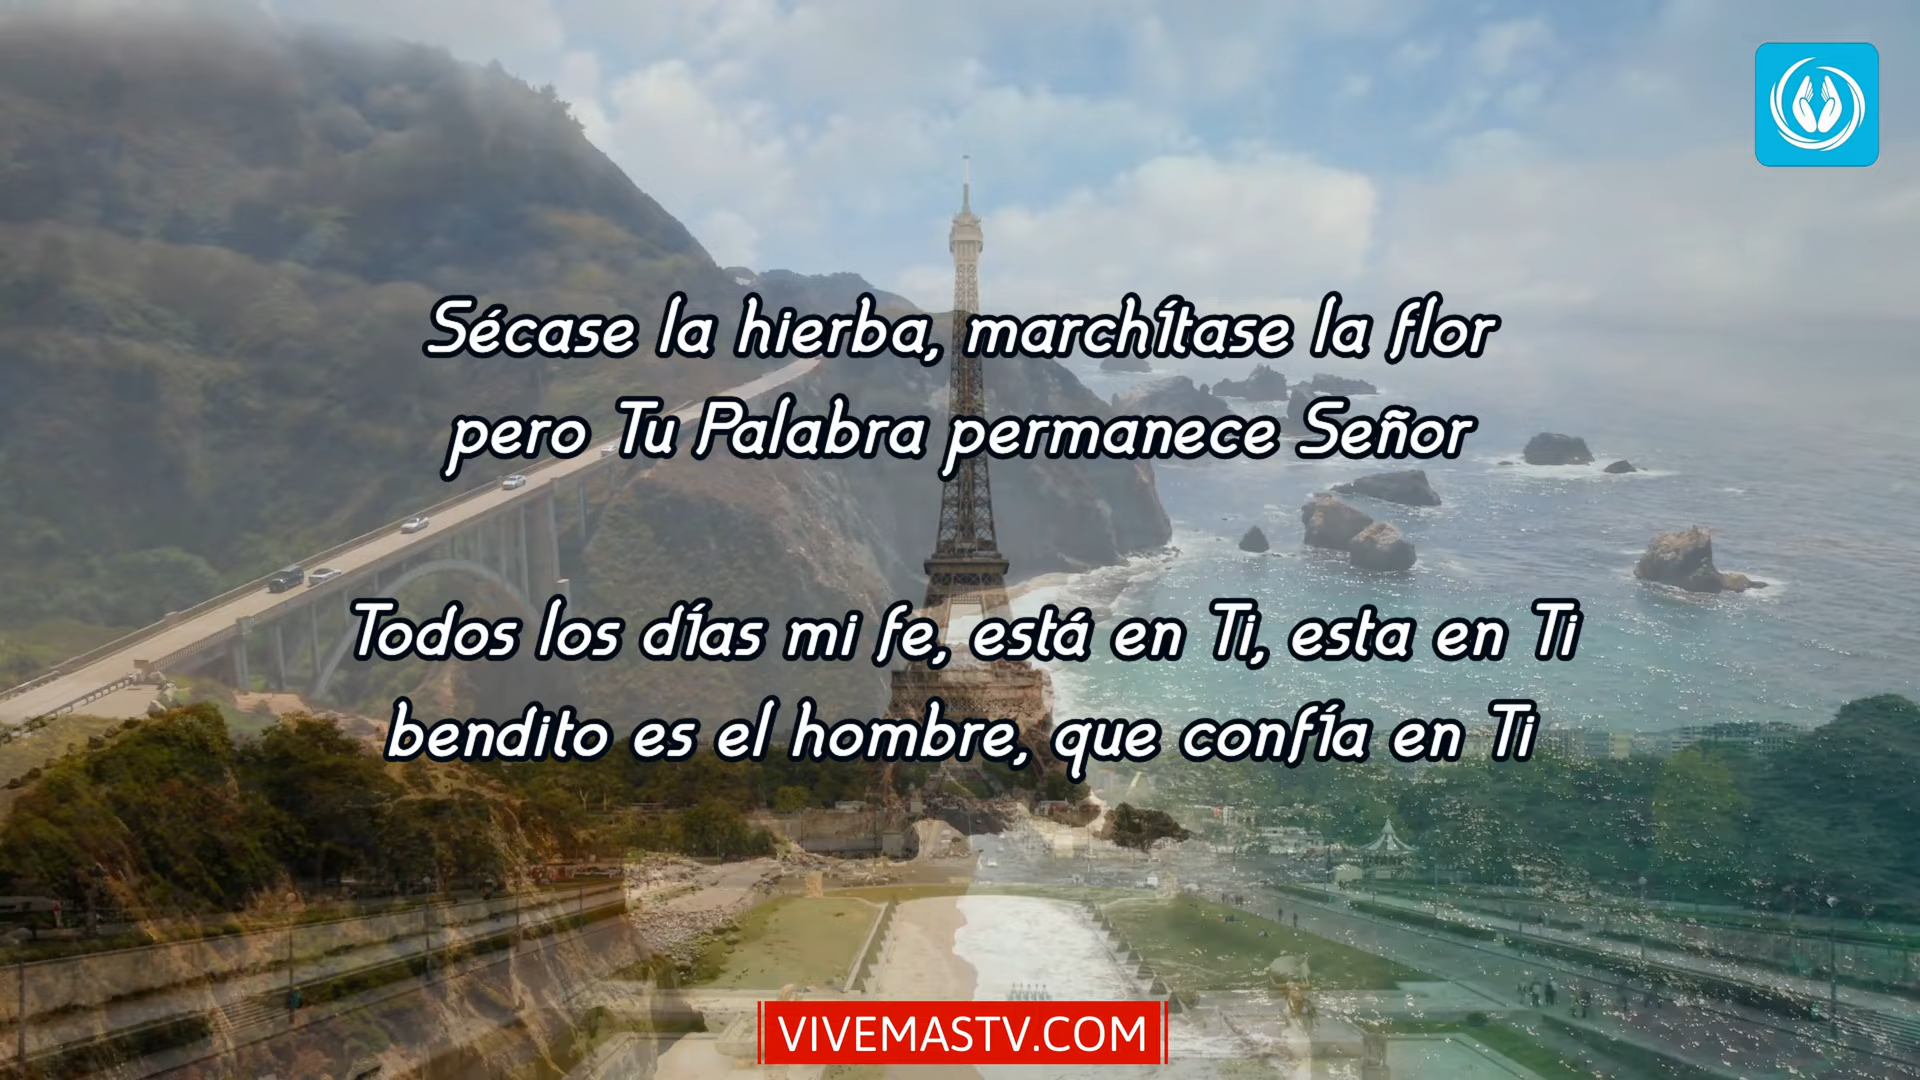 Sécase la hierba, marchítase la flor
pero Tu Palabra permanece Señor
Todos los días mi fe, está en Ti, esta en Ti
bendito es el hombre, que confía en Ti
VIVEMASTV.COM